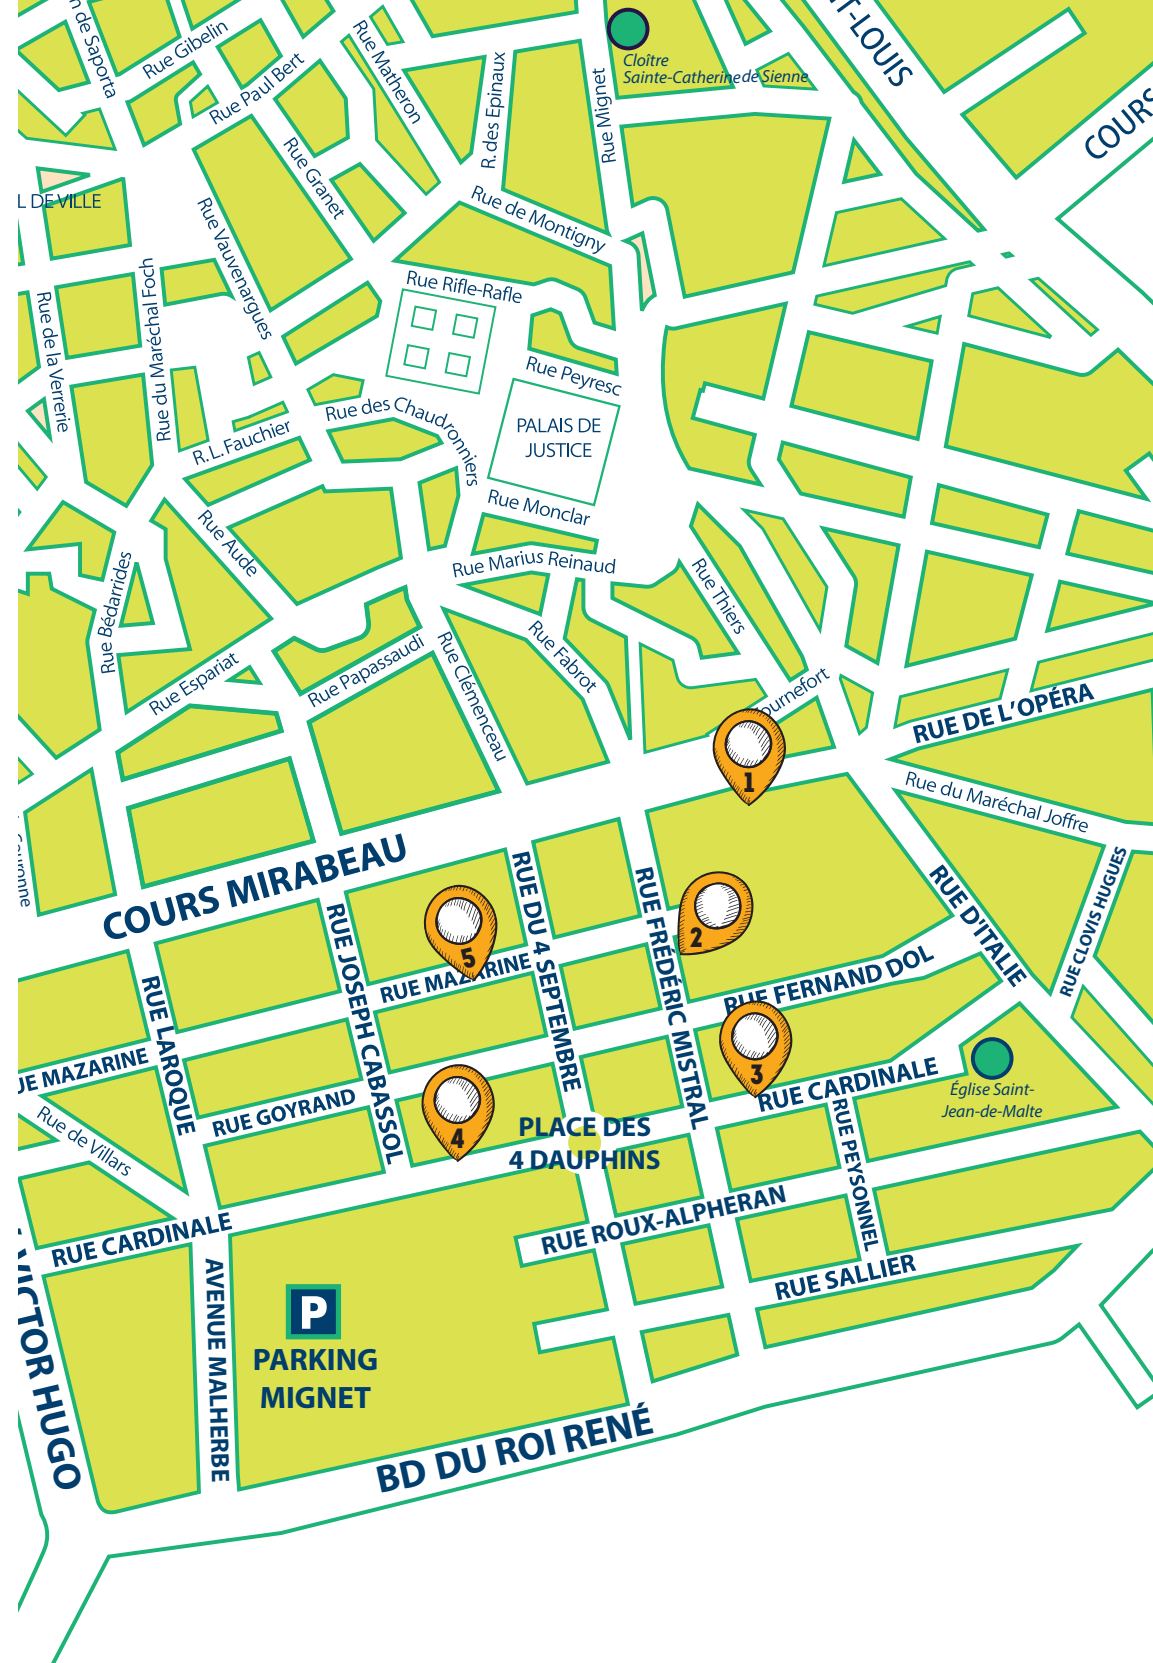 Rue Gibelin
Rue Paul Bert
Rue Matheron
R. des Epinaux
Rue Mignet
Cloître
Sainte-Catherine de Sienne
COURS
L DE VILLE
Rue Granet
Rue Vauvenargues
Rue de Montigny
Rue Rifle-Rafle
Rue de la Verrerie
Rue du Maréchal Foch
Rue Peyresc
Rue des Chaudronniers
R. L. Fauchier
PALAIS DE
JUSTICE
Rue Monclar
Rue Aude
Rue Marius Reinaud
Rue Thiers
Rue Bédarrides
Rue Espariat
Rue Papassaudi
Rue Clémenceau
Rue Fabrot
ournefort
RUE DE L'OPÉRA
1
Rue du Maréchal Joffre
COURS MIRABEAU
RUE DU 4 SEPTEMBRE
RUE FRÉDÉRIC MISTRAL
2
RUE D'ITALIE
RUE CLOVIS HUGUES
5
RUE MAZARINE
RUE JOSEPH CABASSOL
RUE LAROQUE
RUE FERNAND DOL
3
RUE CARDINALE
Église Saint-
Jean-de-Malte
UE MAZARINE
Rue de Villars
RUE GOYRAND
4
PLACE DES
4 DAUPHINS
RUE PEYSONNEL
RUE CARDINALE
RUE ROUX-ALPHERAN
RUE SALLIER
AVENUE MALHERBE
P
PARKING
MIGNET
VICTOR HUGO
BD DU ROI RENÉ
n de Saporta
T-LOUIS